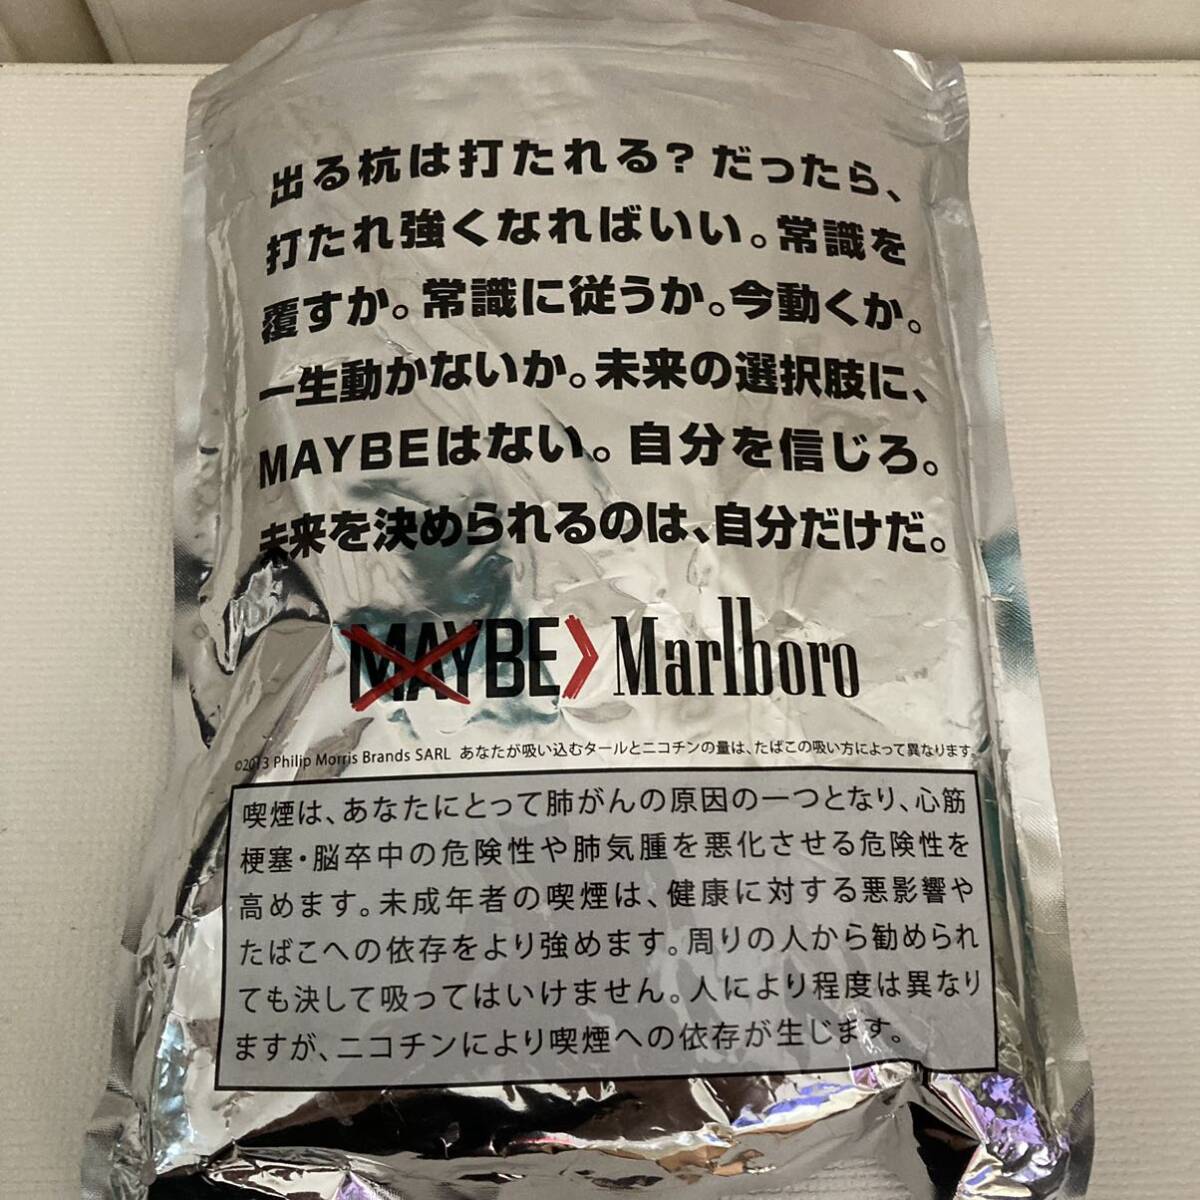 出る杭は打たれる？だったら、
打たれ強くなればいい。常識を
覆すか。常識に従うか。今動くか。
一生動かないか。未来の選択肢に、
MAYBEはない。自分を信じろ。
未来を決められるのは、自分だけだ。
MAYBE Marlboro
©2013 Philip Morris Brands SARL あなたが吸い込むタールとニコチンの量は、たばこの吸い方によって異なります。
喫煙は、あなたにとって肺がんの原因の一つとなり、心筋
梗塞・脳卒中の危険性や肺気腫を悪化させる危険性を
高めます。未成年者の喫煙は、健康に対する悪影響や
たばこへの依存をより強めます。周りの人から勧められ
ても決して吸ってはいけません。人により程度は異なり
ますが、ニコチンにより喫煙への依存が生じます。